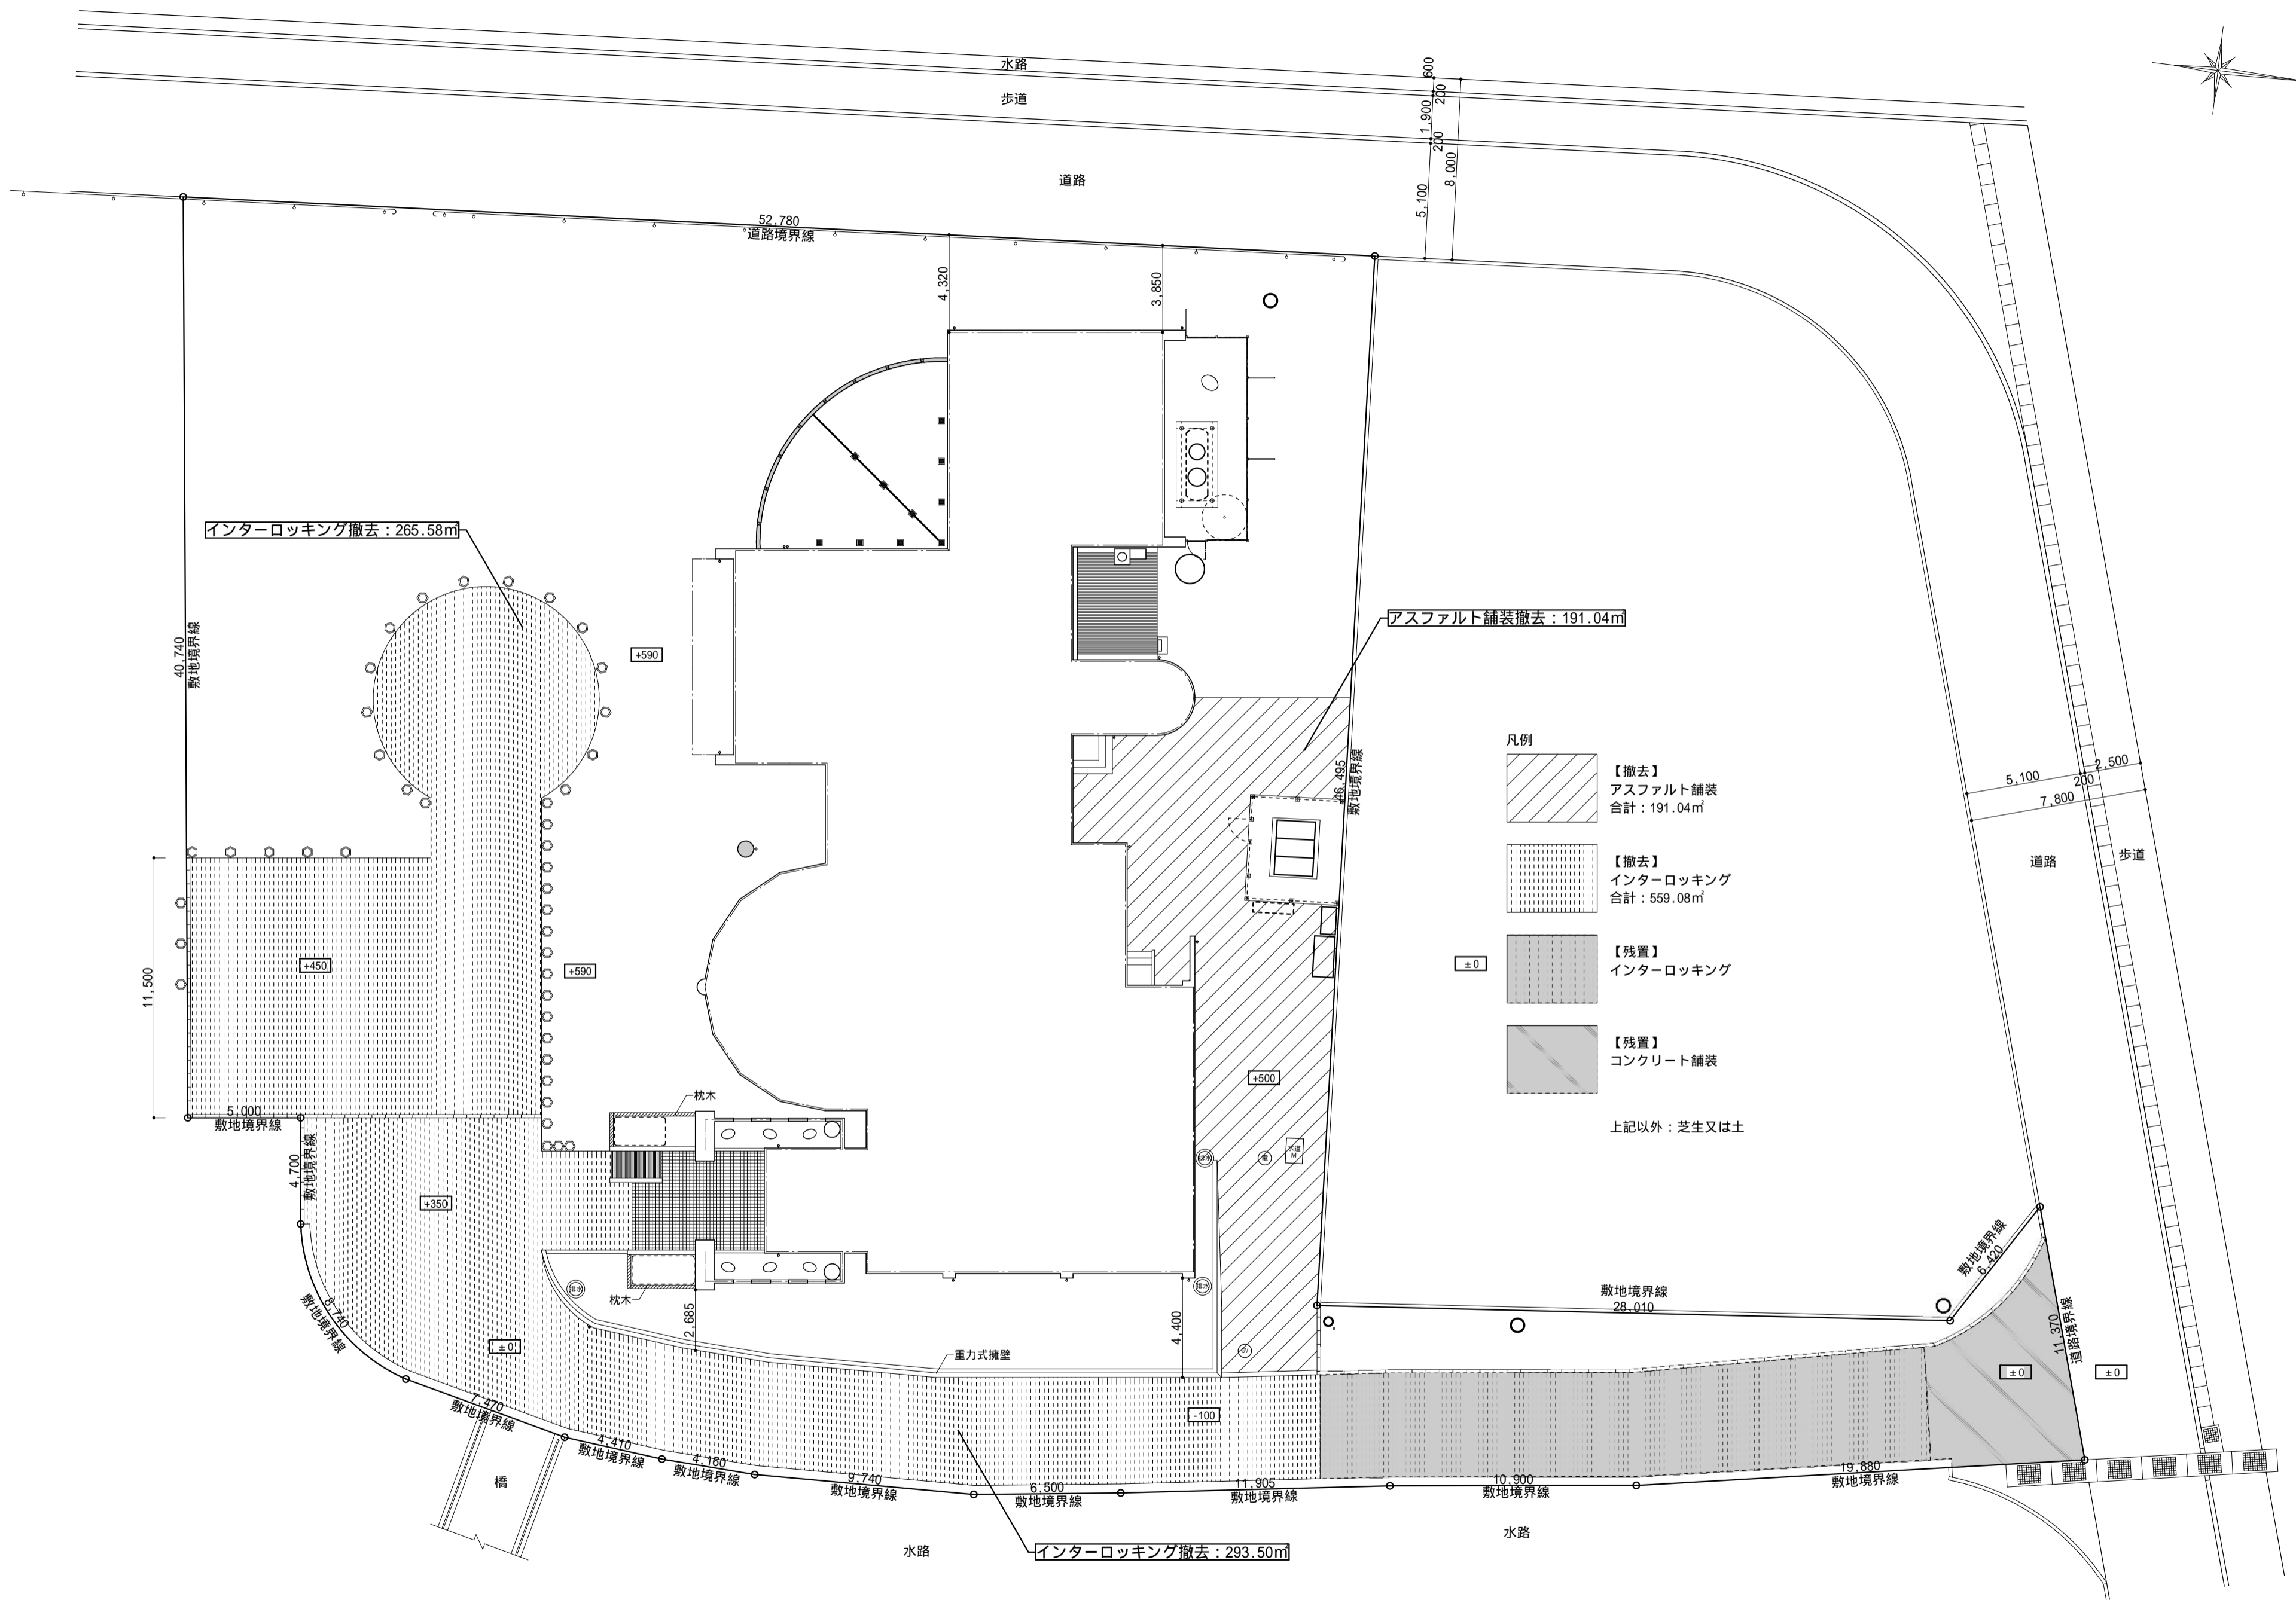 水路
歩道
道路
600
200
1,900
200
8,000
5,100
52,780
道路境界線
4,320
3,850
インターロッキング撤去：265.58㎡
アスファルト舗装撤去：191.04㎡
40,740
敷地境界線
+590
46,495
敷地境界線
凡例
【撤去】
アスファルト舗装
合計：191.04㎡
【撤去】
インターロッキング
合計：559.08㎡
【残置】
インターロッキング
【残置】
コンクリート舗装
上記以外：芝生又は土
5,100
200
2,500
7,800
道路
歩道
11,500
+450
+590
±0
+500
枕木
5,000
敷地境界線
4,700
敷地境界線
+350
排水
電
水道
M
排水
排水
枕木
2,685
4,400
重力式擁壁
8,740
敷地境界線
±0
-100
敷地境界線
28,010
敷地境界線
6,420
11,370
道路境界線
±0
±0
7,470
敷地境界線
4,410
敷地境界線
4,160
敷地境界線
9,740
敷地境界線
6,500
敷地境界線
11,905
敷地境界線
10,900
敷地境界線
19,880
敷地境界線
橋
水路
水路
インターロッキング撤去：293.50㎡